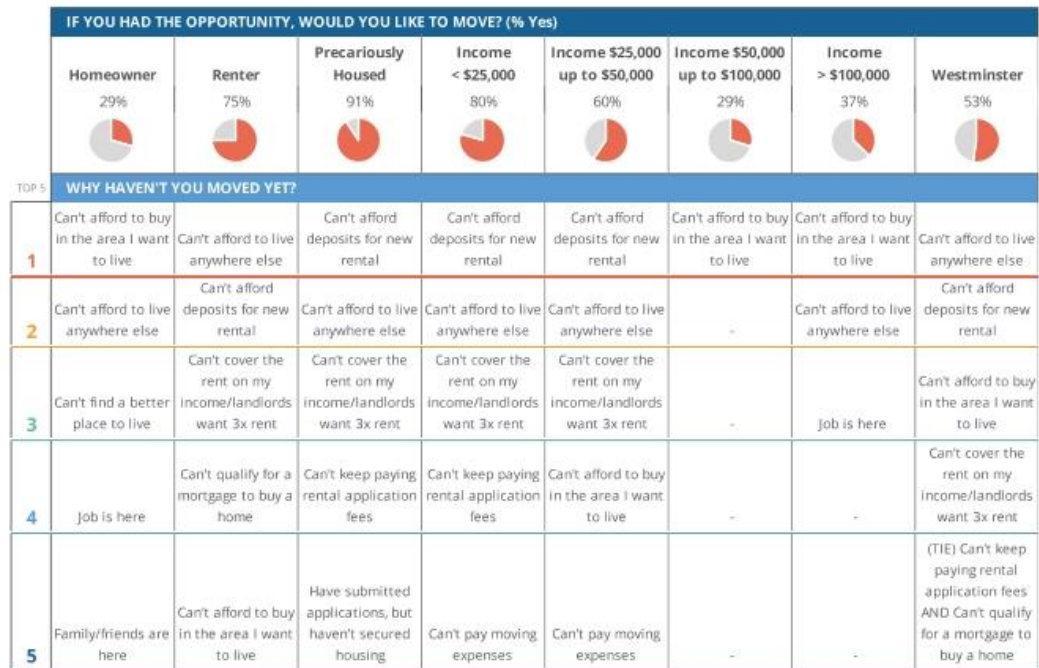 IF YOU HAD THE OPPORTUNITY, WOULD YOU LIKE TO MOVE? (% Yes)
Homeowner
Renter
Precariously
Housed
Income
< $25,000
Income $25,000
up to $50,000
Income $50,000
up to $100,000
Income
> $100,000
Westminster
29%
75%
91%
80%
60%
29%
37%
53%
TOP 5
WHY HAVEN'T YOU MOVED YET?
1
Can't afford to buy
in the area I want
to live
Can't afford to live
anywhere else
Can't afford
deposits for new
rental
Can't afford
deposits for new
rental
Can't afford
deposits for new
rental
Can't afford to buy
in the area I want
to live
Can't afford to buy
in the area I want
to live
Can't afford to live
anywhere else
2
Can't afford to live
anywhere else
Can't afford
deposits for new
rental
Can't afford to live
anywhere else
Can't afford to live
anywhere else
Can't afford to live
anywhere else
-
Can't afford to live
anywhere else
Can't afford
deposits for new
rental
3
Can't find a better
place to live
Can't cover the
rent on my
income/landlords
want 3x rent
Can't cover the
rent on my
income/landlords
want 3x rent
Can't cover the
rent on my
income/landlords
want 3x rent
Can't cover the
rent on my
income/landlords
want 3x rent
-
Job is here
Can't afford to buy
in the area I want
to live
4
Job is here
Can't qualify for a
mortgage to buy a
home
Can't keep paying
rental application
fees
Can't keep paying
rental application
fees
Can't afford to buy
in the area I want
to live
-
-
Can't cover the
rent on my
income/landlords
want 3x rent
5
Family/friends are
here
Can't afford to buy
in the area I want
to live
Have submitted
applications, but
haven't secured
housing
Can't pay moving
expenses
Can't pay moving
expenses
-
-
(TIE) Can't keep
paying rental
application fees
AND Can't qualify
for a mortgage to
buy a home